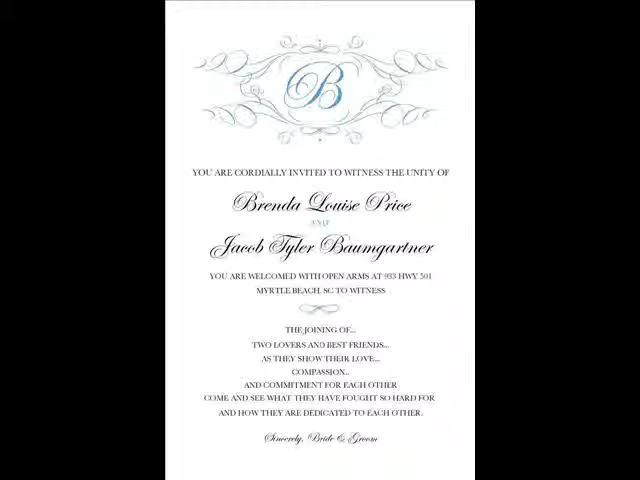 B
YOU ARE CORDIALLY INVITED TO WITNESS THE UNITY OF
Brenda Louise Price
AND
Jacob Tyler Baumgartner
YOU ARE WELCOMED WITH OPEN ARMS AT 933 HWY 501
MYRTLE BEACH, SC TO WITNESS
THE JOINING OF...
TWO LOVERS AND BEST FRIENDS...
AS THEY SHOW THEIR LOVE...
COMPASSION...
AND COMMITMENT FOR EACH OTHER
COME AND SEE WHAT THEY HAVE FOUGHT SO HARD FOR
AND HOW THEY ARE DEDICATED TO EACH OTHER.
Sincerely, Bride & Groom